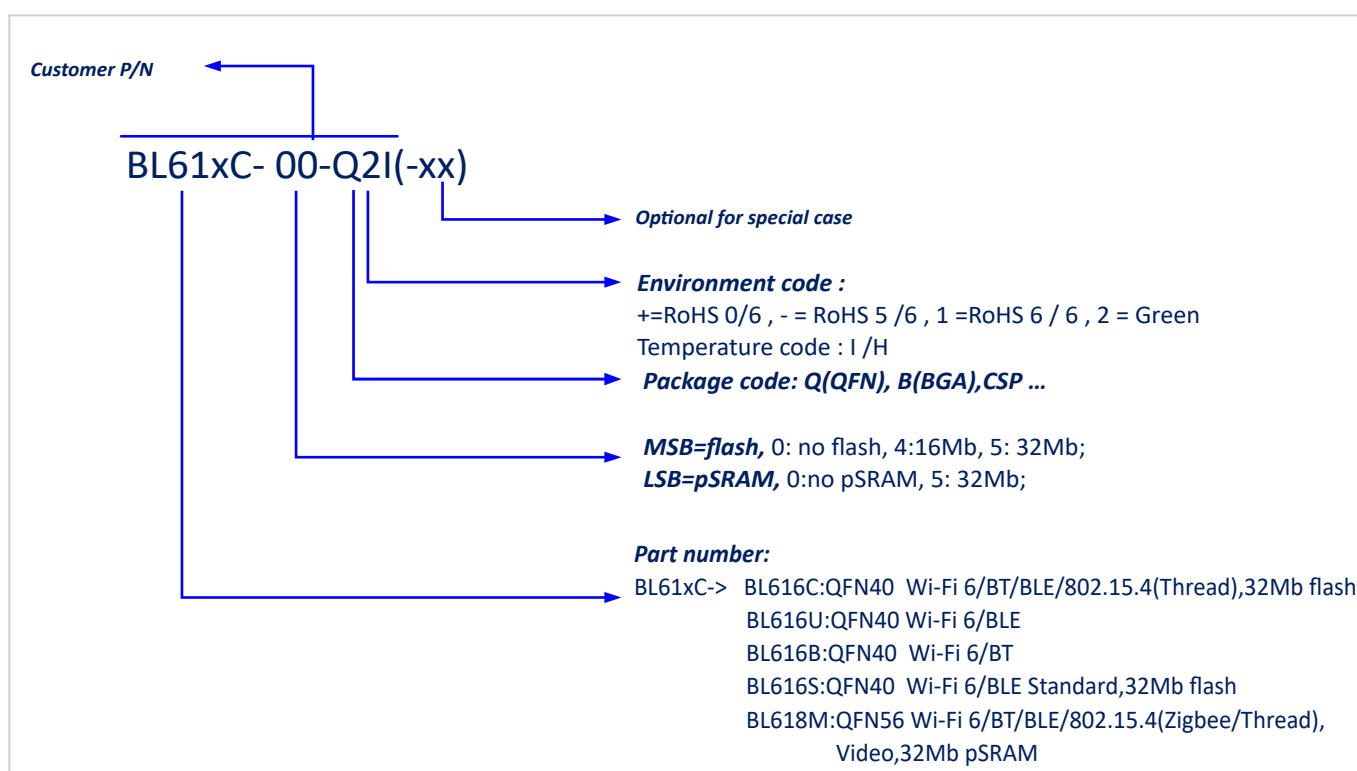 Customer P/N
BL61xC- 00-Q2I(-xx)
Optional for special case
Environment code :
+=RoHS 0/6 , - = RoHS 5 /6 , 1 =RoHS 6 / 6 , 2 = Green
Temperature code : I /H
Package code: Q(QFN), B(BGA),CSP ...
MSB=flash, 0: no flash, 4:16Mb, 5: 32Mb;
LSB=pSRAM, 0:no pSRAM, 5: 32Mb;
Part number:
BL61xC-> BL616C:QFN40 Wi-Fi 6/BT/BLE/802.15.4(Thread),32Mb flash
BL616U:QFN40 Wi-Fi 6/BLE
BL616B:QFN40 Wi-Fi 6/BT
BL616S:QFN40 Wi-Fi 6/BLE Standard,32Mb flash
BL618M:QFN56 Wi-Fi 6/BT/BLE/802.15.4(Zigbee/Thread),
Video,32Mb pSRAM